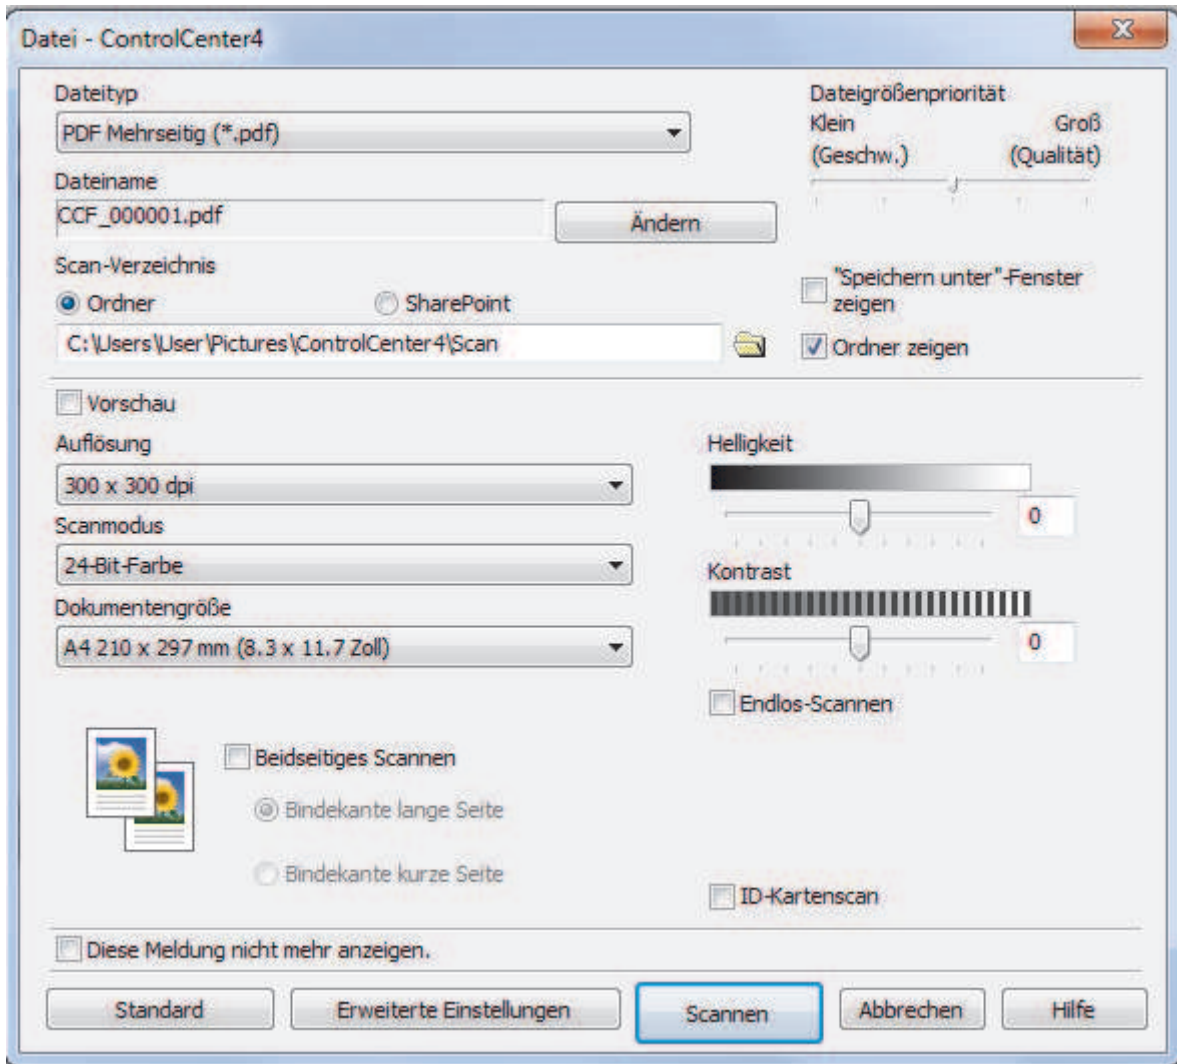 Datei - ControlCenter4
Dateityp
PDF Mehrseitig (*.pdf)
Dateiname
CCF_000001.pdf
Ändern
Scan-Verzeichnis
Ordner
SharePoint
C:\Users\User\Pictures\ControlCenter4\Scan
Dateigrößenpriorität
Klein Groß
(Geschw.) (Qualität)
"Speichern unter"-Fenster
zeigen
Ordner zeigen
Vorschau
Auflösung
300 x 300 dpi
Scanmodus
24-Bit-Farbe
Dokumentengröße
A4 210 x 297 mm (8.3 x 11.7 Zoll)
Helligkeit
0
Kontrast
0
Endlos-Scannen
Beidseitiges Scannen
Bindekante lange Seite
Bindekante kurze Seite
ID-Kartenscan
Diese Meldung nicht mehr anzeigen.
Standard
Erweiterte Einstellungen
Scannen
Abbrechen
Hilfe